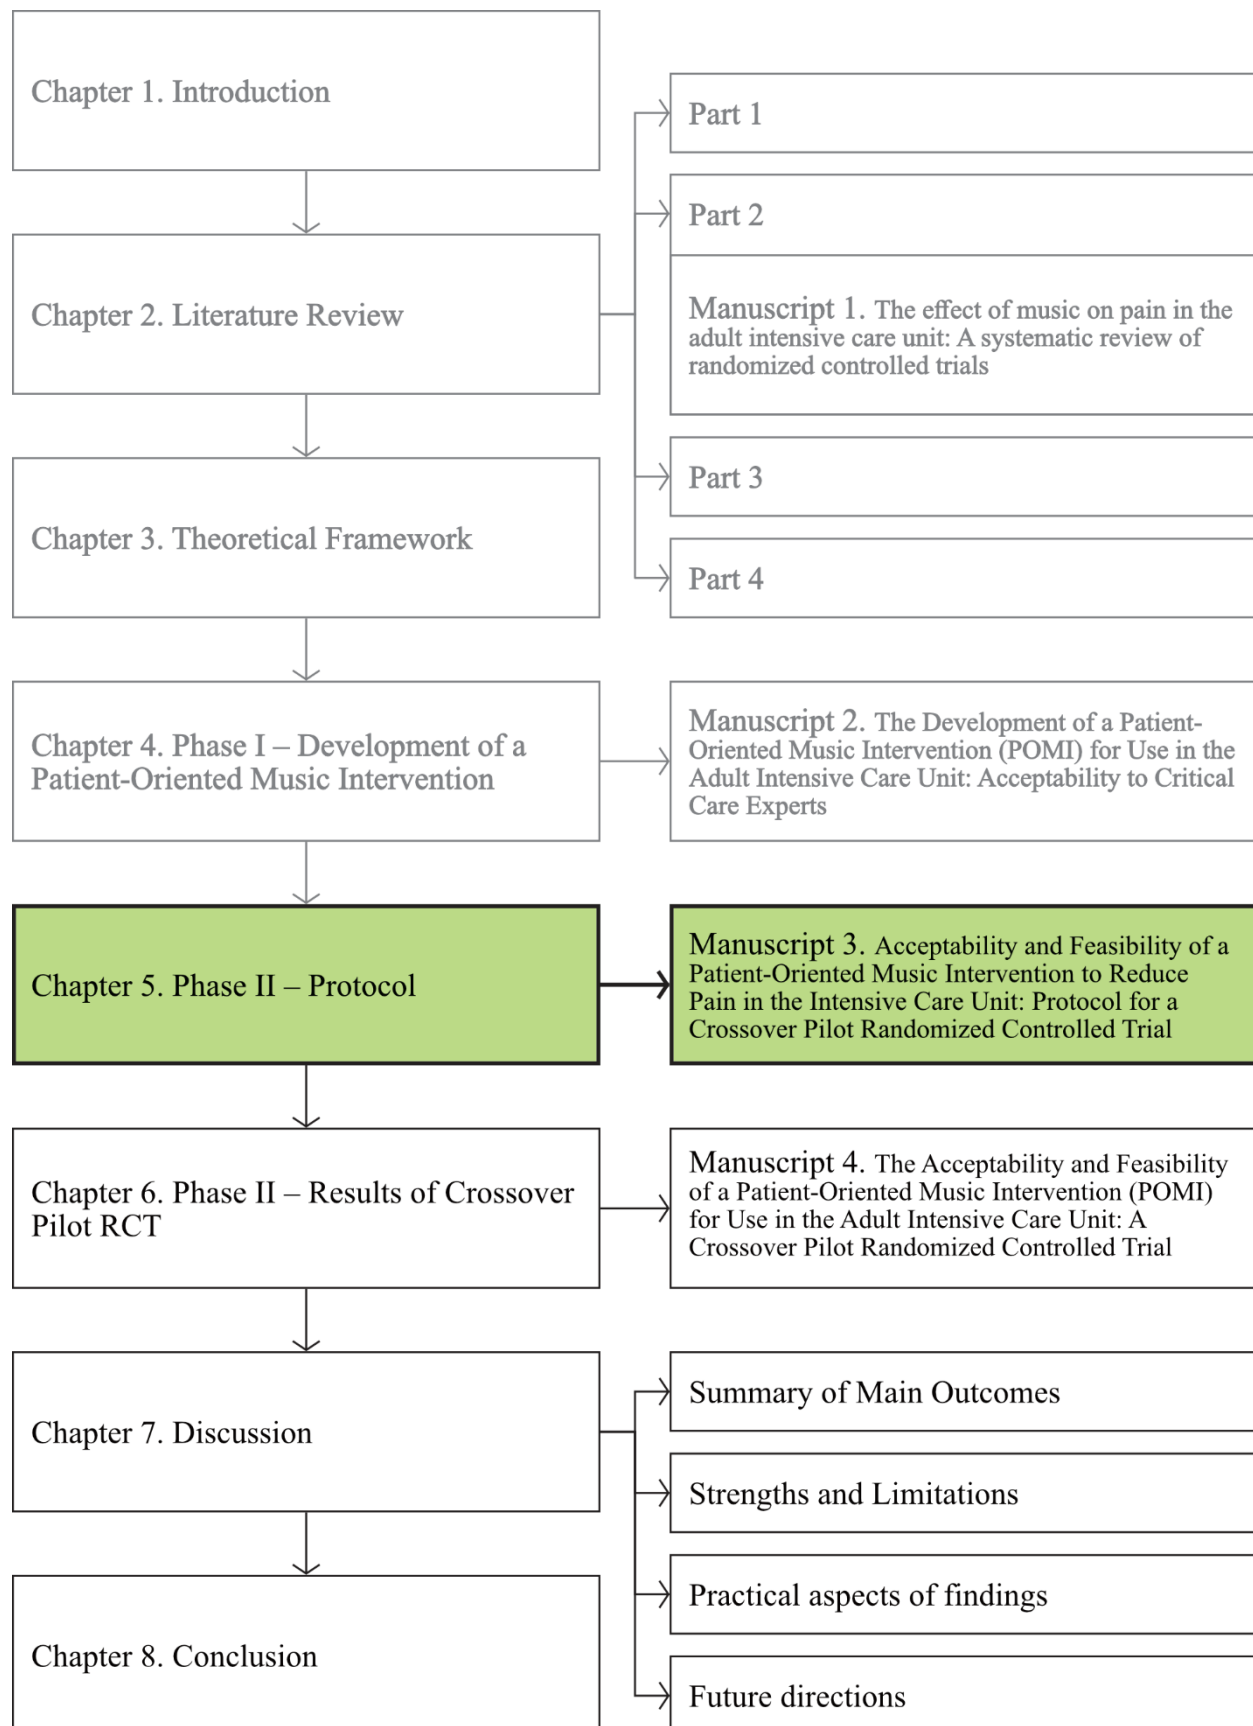 Chapter 1. Introduction
Part 1
Part 2
Chapter 2. Literature Review
Manuscript 1. The effect of music on pain in the
adult intensive care unit: A systematic review of
randomized controlled trials
Part 3
Chapter 3. Theoretical Framework
Part 4
Chapter 4. Phase I – Development of a
Patient-Oriented Music Intervention
Manuscript 2. The Development of a Patient-
Oriented Music Intervention (POMI) for Use in the
Adult Intensive Care Unit: Acceptability to Critical
Care Experts
Chapter 5. Phase II – Protocol
Manuscript 3. Acceptability and Feasibility of a
Patient-Oriented Music Intervention to Reduce
Pain in the Intensive Care Unit: Protocol for a
Crossover Pilot Randomized Controlled Trial
Chapter 6. Phase II – Results of Crossover
Pilot RCT
Manuscript 4. The Acceptability and Feasibility
of a Patient-Oriented Music Intervention (POMI)
for Use in the Adult Intensive Care Unit: A
Crossover Pilot Randomized Controlled Trial
Chapter 7. Discussion
Summary of Main Outcomes
Strengths and Limitations
Practical aspects of findings
Chapter 8. Conclusion
Future directions